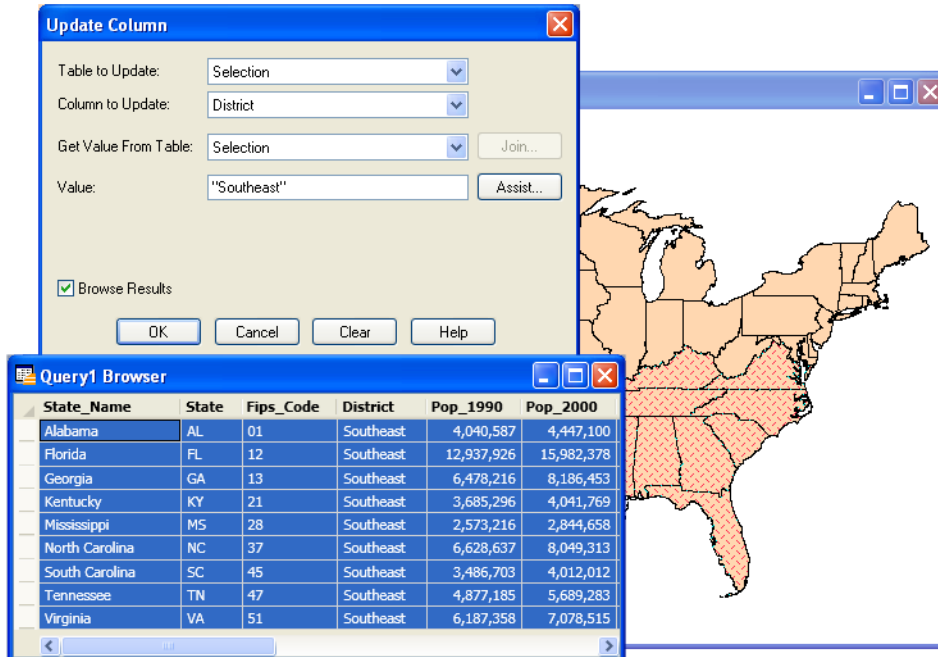 Update Column
Table to Update: Selection
Column to Update: District
Get Value From Table: Selection Join...
Value: "Southeast" Assist...
Browse Results
OK Cancel Clear Help
Query1 Browser
State_Name State Fips_Code District Pop_1990 Pop_2000
Alabama AL 01 Southeast 4,040,587 4,447,100
Florida FL 12 Southeast 12,937,926 15,982,378
Georgia GA 13 Southeast 6,478,216 8,186,453
Kentucky KY 21 Southeast 3,685,296 4,041,769
Mississippi MS 28 Southeast 2,573,216 2,844,658
North Carolina NC 37 Southeast 6,628,637 8,049,313
South Carolina SC 45 Southeast 3,486,703 4,012,012
Tennessee TN 47 Southeast 4,877,185 5,689,283
Virginia VA 51 Southeast 6,187,358 7,078,515